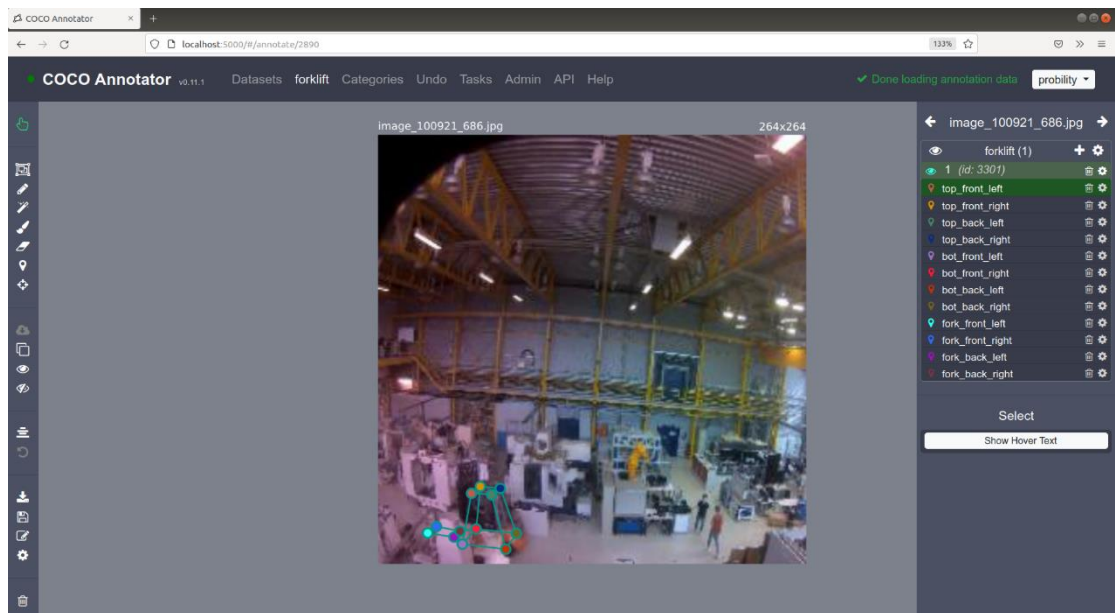 COCO Annotator
localhost:5000/#/annotate/2890
133%
COCO Annotator v0.11.1 Datasets forklift Categories Undo Tasks Admin API Help Done loading annotation data probility
image_100921_686.jpg 264x264
image_100921_686.jpg
forklift (1)
1 (id: 3301)
top_front_left
top_front_right
top_back_left
top_back_right
bot_front_left
bot_front_right
bot_back_left
bot_back_right
fork_front_left
fork_front_right
fork_back_left
fork_back_right
Select
Show Hover Text